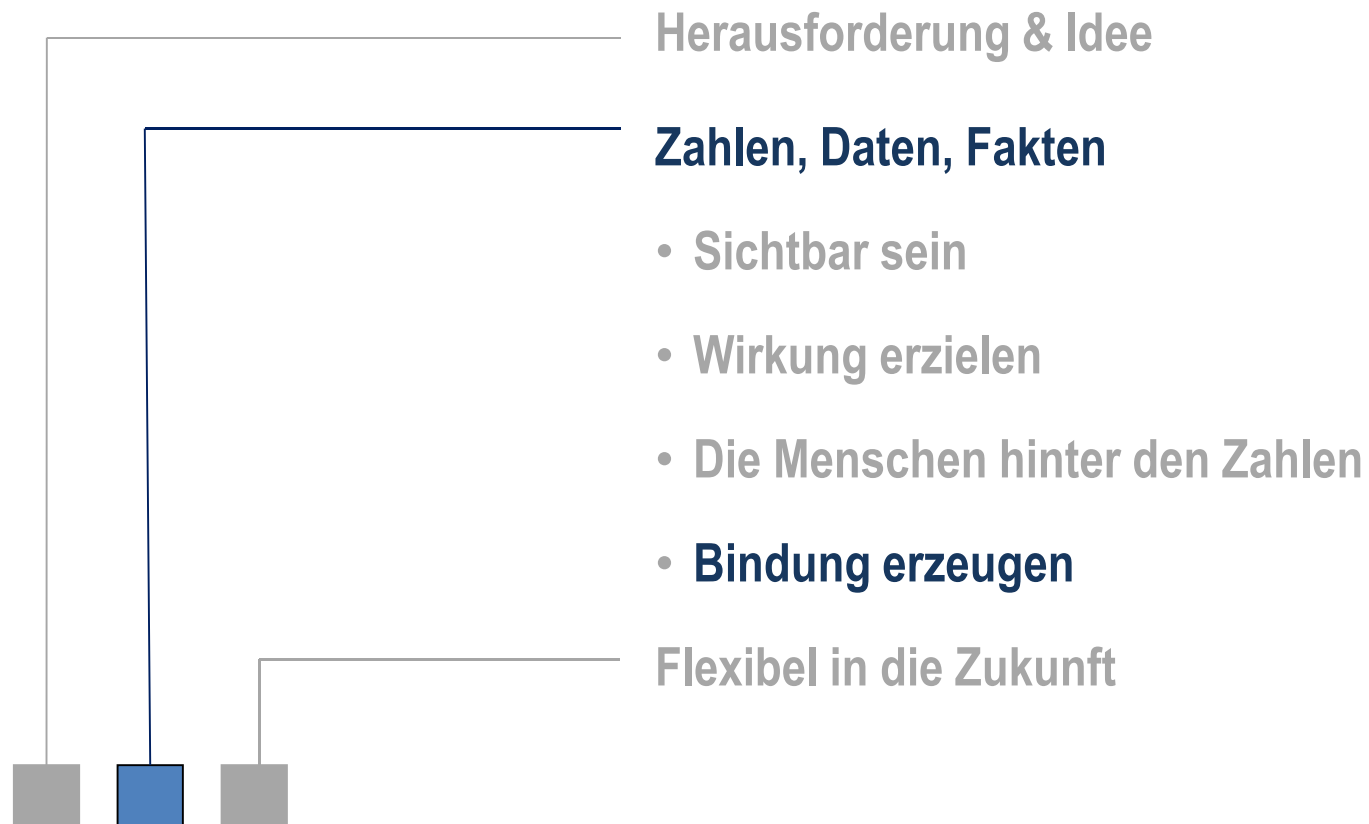 Herausforderung & Idee
Zahlen, Daten, Fakten
• Sichtbar sein
• Wirkung erzielen
• Die Menschen hinter den Zahlen
• Bindung erzeugen
Flexibel in die Zukunft